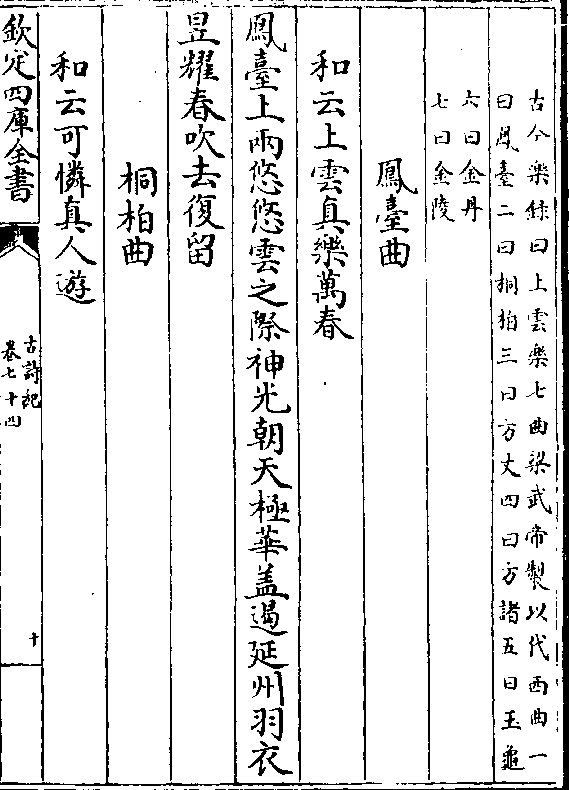 古今樂錄曰上雲樂七曲梁武帝製以代西曲一
曰鳳臺二曰桐柏三曰方丈四曰方諸五曰玉龜
六曰金丹
七曰金陵
鳳臺曲
和云上雲真樂萬春
鳳臺上兩悠悠雲之際神光朝天極華盖遏延州羽衣
昱耀春吹去復留
桐柏曲
和云可憐真人遊
欽定四庫全書
古詩紀
卷七十四
十